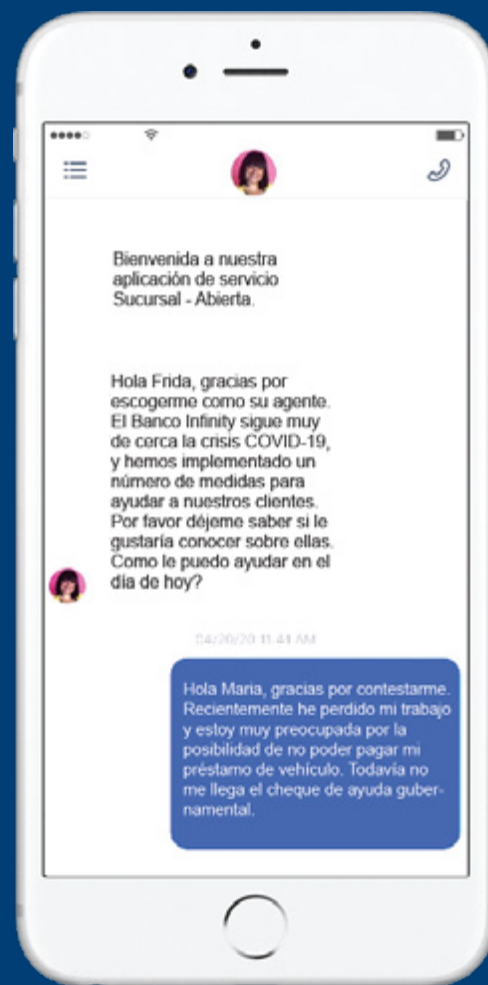 Bienvenida a nuestra
aplicación de servicio
Sucursal - Abierta.
Hola Frida, gracias por
escogerme como su agente.
El Banco Infinity sigue muy
de cerca la crisis COVID-19,
y hemos implementado un
número de medidas para
ayudar a nuestros clientes.
Por favor déjeme saber si le
gustaría conocer sobre ellas.
Como le puedo ayudar en el
día de hoy?
04/20/20 11:41 AM
Hola Maria, gracias por contestarme.
Recientemente he perdido mi trabajo
y estoy muy preocupada por la
posibilidad de no poder pagar mi
préstamo de vehículo. Todavía no
me llega el cheque de ayuda guber-
namental.